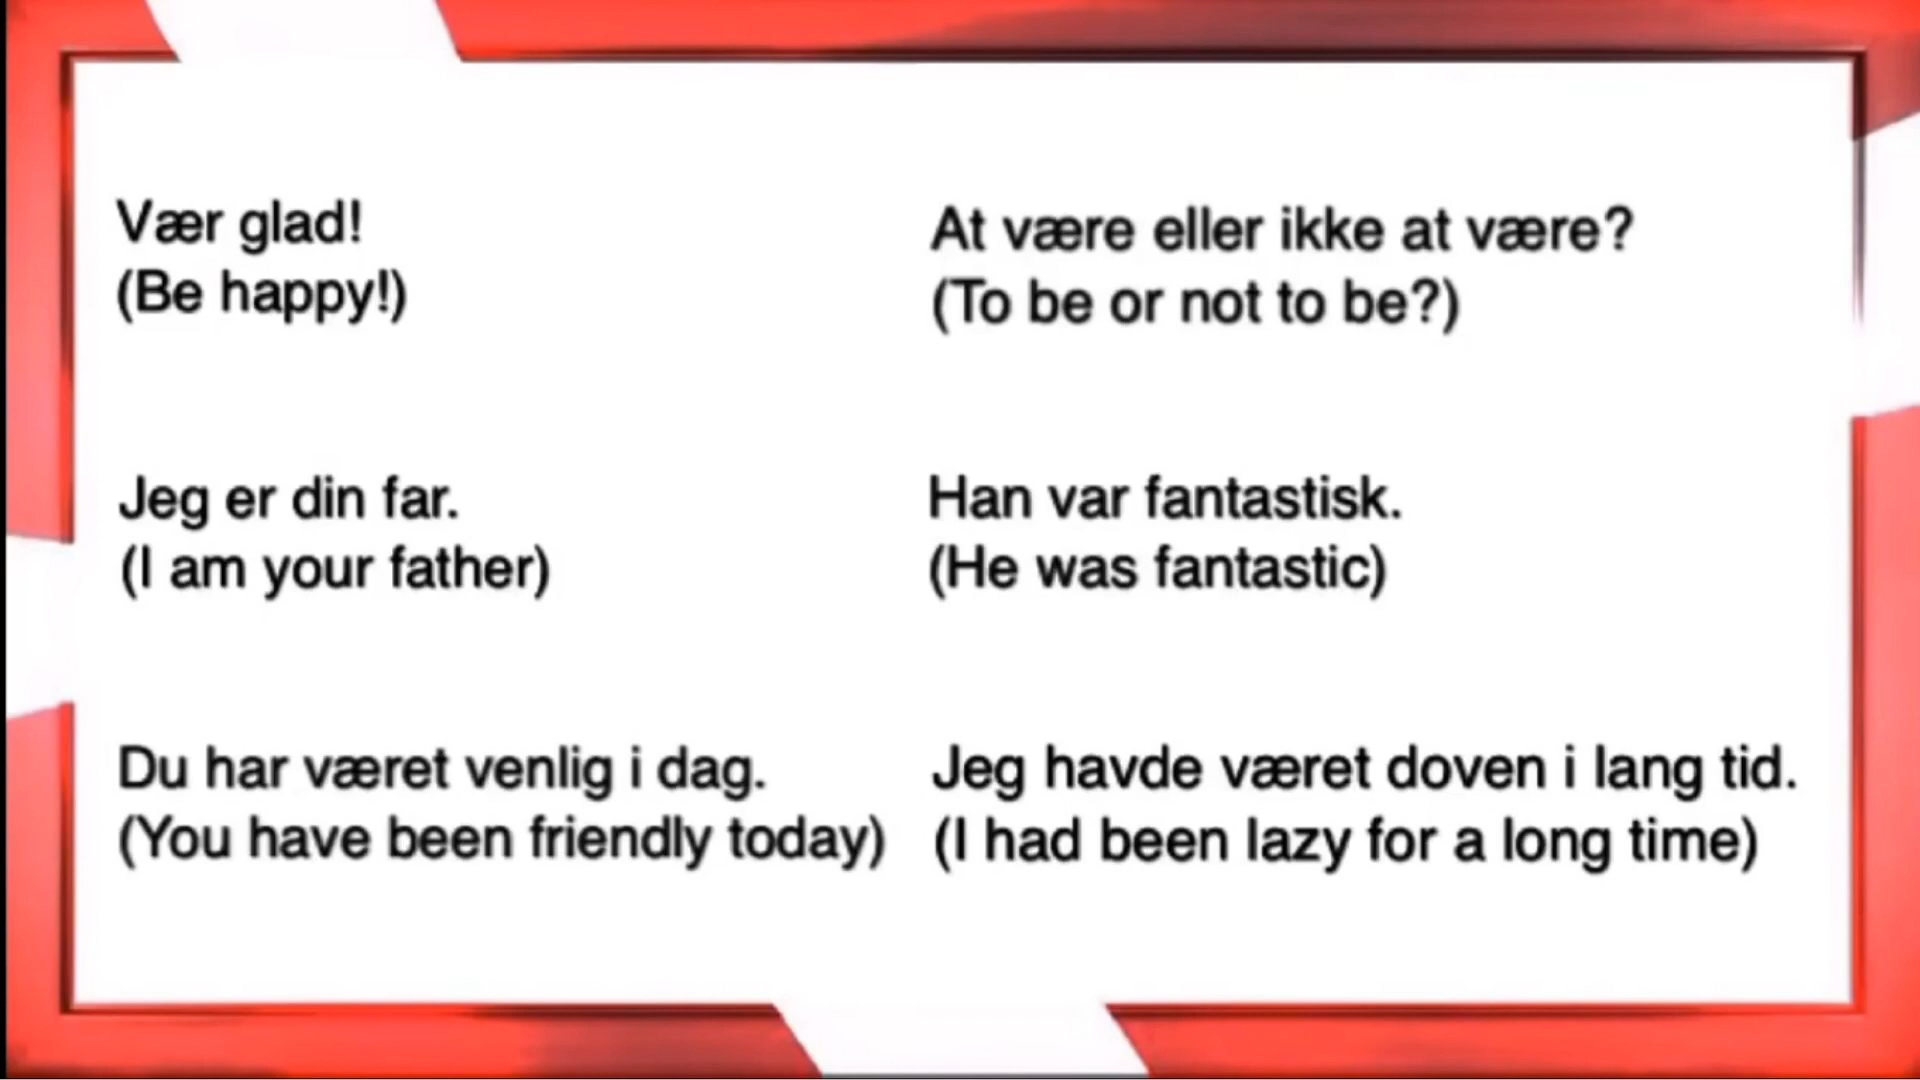 Vær glad!
(Be happy!)
At være eller ikke at være?
(To be or not to be?)
Jeg er din far.
(I am your father)
Han var fantastisk.
(He was fantastic)
Du har været venlig i dag.
(You have been friendly today)
Jeg havde været doven i lang tid.
(I had been lazy for a long time)